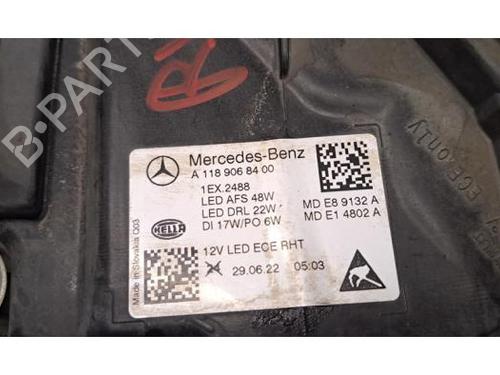 B-PARTS
Mercedes-Benz
A 118 906 84 00
1EX.2488
LED AFS 48W
LED DRL 22W
DI 17W/PO 6W
MD E8 9132 A
MD E1 4802 A
HELLA
12V LED ECE RHT
29.06.22 05:03
Made in Slovakia Q03
ECE only